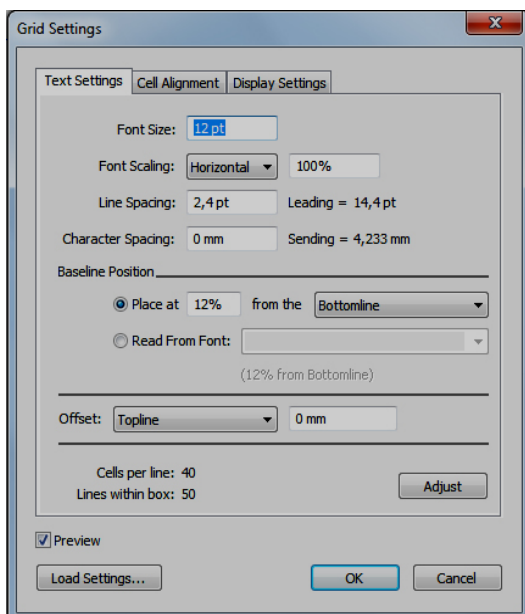 Grid Settings
Text Settings Cell Alignment Display Settings
Font Size: 12 pt
Font Scaling: Horizontal 100%
Line Spacing: 2,4 pt Leading = 14,4 pt
Character Spacing: 0 mm Sending = 4,233 mm
Baseline Position
Place at 12% from the Bottomline
Read From Font:
(12% from Bottomline)
Offset: Topline 0 mm
Cells per line: 40
Lines within box: 50
Adjust
Preview
Load Settings... OK Cancel